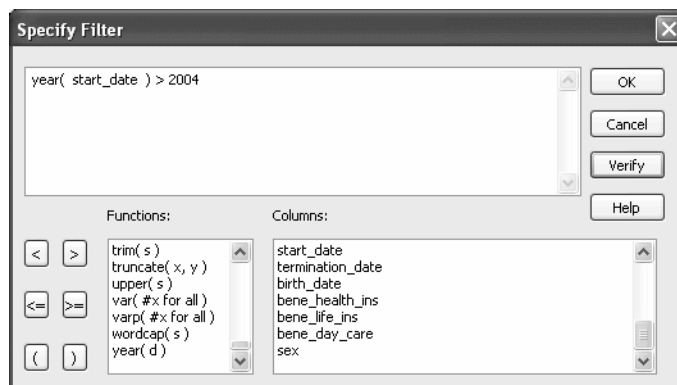 Specify Filter
year( start_date ) > 2004
OK
Cancel
Verify
Help
Functions:
Columns:
< >
<= >=
( )
trim( s )
truncate( x, y )
upper( s )
var( #x for all )
varp( #x for all )
wordcap( s )
year( d )
start_date
termination_date
birth_date
bene_health_ins
bene_life_ins
bene_day_care
sex